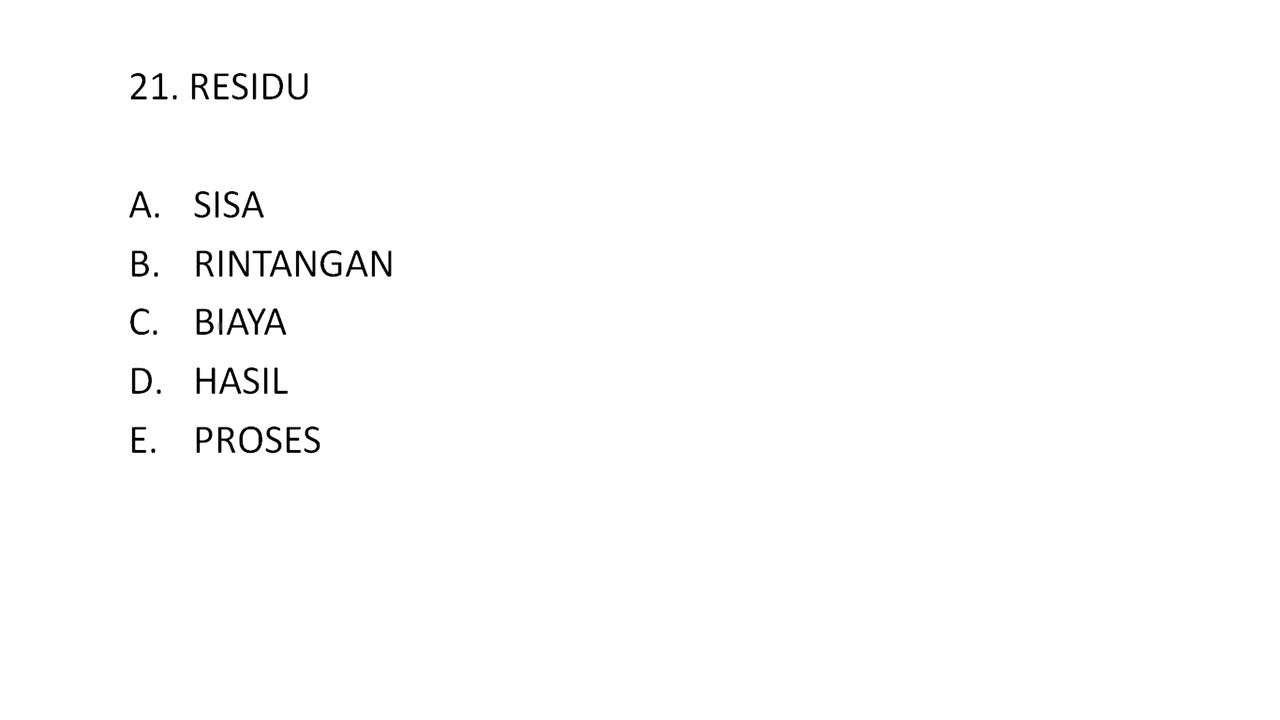 21. RESIDU
A. SISA
B. RINTANGAN
C. BIAYA
D. HASIL
E. PROSES